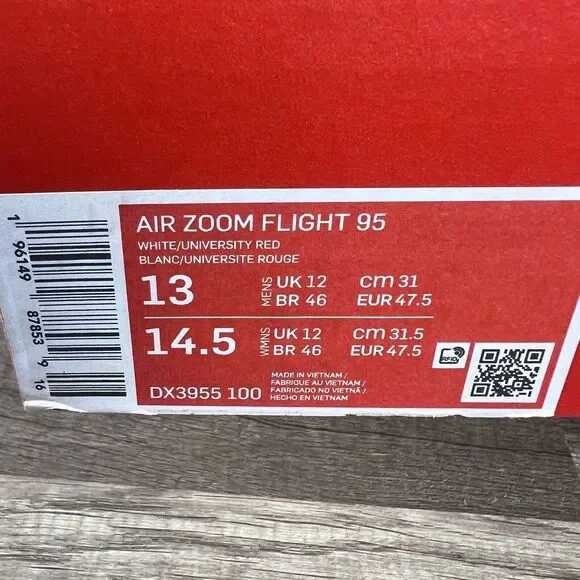 AIR ZOOM FLIGHT 95
WHITE/UNIVERSITY RED
BLANC/UNIVERSITE ROUGE
13 MENS UK 12 cm 31
BR 46 EUR 47.5
14.5 WMNS UK 12 cm 31.5
BR 46 EUR 47.5
DX3955 100
MADE IN VIETNAM /
FABRIQUE AU VIETNAM /
FABRICADO NO VIETNÃ /
HECHO EN VIETNAM
RFID
1 96149 87853 9 16